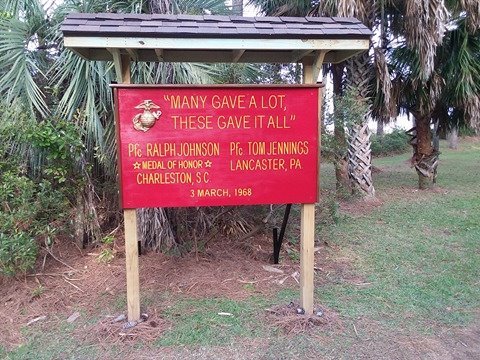 "MANY GAVE A LOT,
THESE GAVE IT ALL"
PFC RALPH JOHNSON PFC TOM JENNINGS
☆ MEDAL OF HONOR ☆ LANCASTER, PA
CHARLESTON, S.C.
3 MARCH, 1968